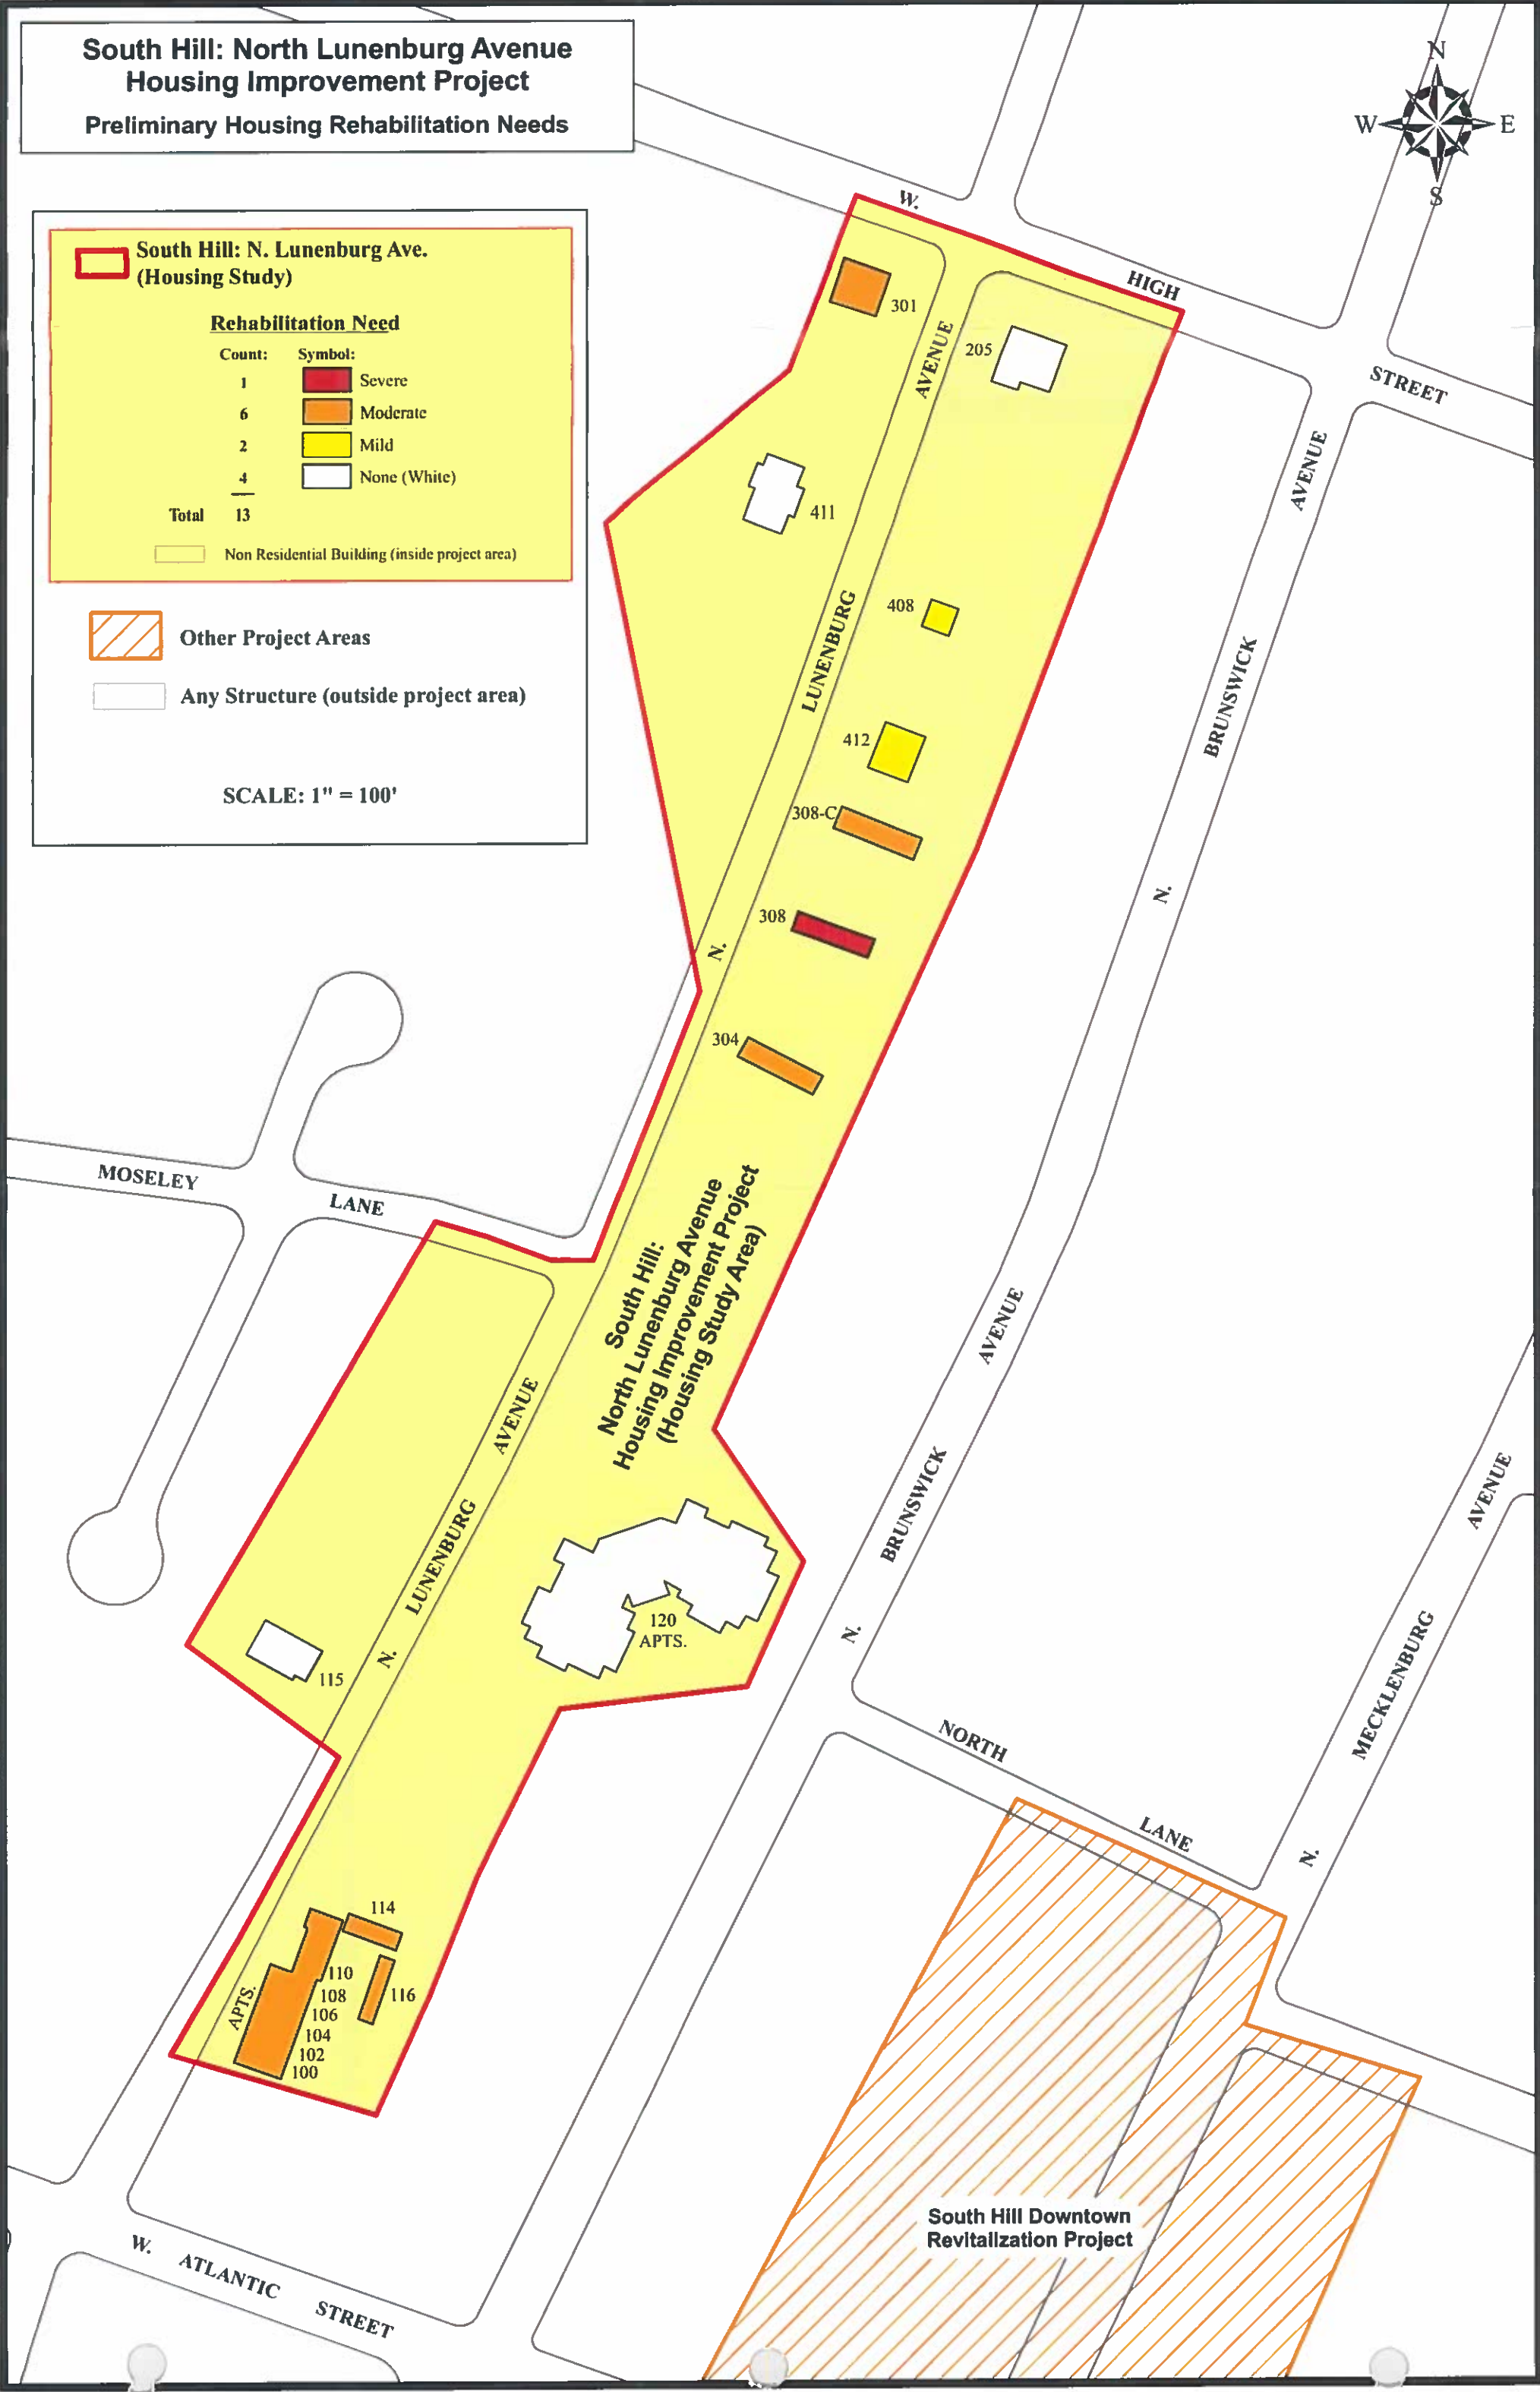 South Hill: North Lunenburg Avenue
Housing Improvement Project
Preliminary Housing Rehabilitation Needs
N
W
E
S
South Hill: N. Lunenburg Ave.
(Housing Study)
Rehabilitation Need
Count: Symbol:
1 Severe
6 Moderate
2 Mild
4 None (White)
Total 13
Non Residential Building (inside project area)
Other Project Areas
Any Structure (outside project area)
SCALE: 1" = 100'
W.
HIGH
STREET
301
205
AVENUE
411
408
LUNENBURG
412
308-C
308
N.
304
AVENUE
BRUNSWICK
N.
MOSELEY
LANE
South Hill:
North Lunenburg Avenue
Housing Improvement Project
(Housing Study Area)
AVENUE
LUNENBURG
N.
AVENUE
BRUNSWICK
N.
120
APTS.
115
AVENUE
MECKLENBURG
N.
NORTH
LANE
114
110
108
106
104
102
100
116
APTS.
South Hill Downtown
Revitalization Project
W.
ATLANTIC
STREET